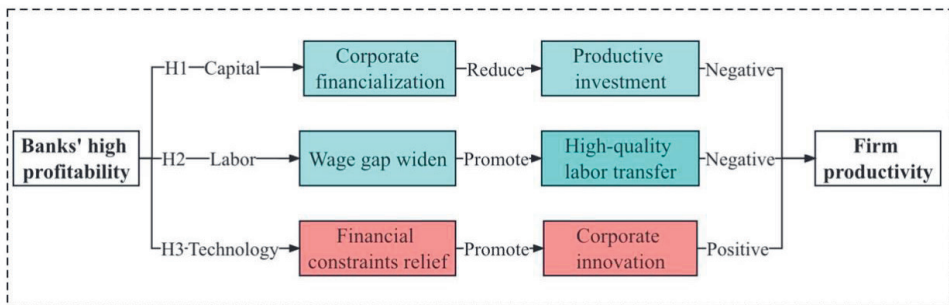 Banks' high
profitability
H1 Capital
Corporate
financialization
Reduce
Productive
investment
Negative
H2 Labor
Wage gap widen
Promote
High-quality
labor transfer
Negative
H3 Technology
Financial
constraints relief
Promote
Corporate
innovation
Positive
Firm
productivity